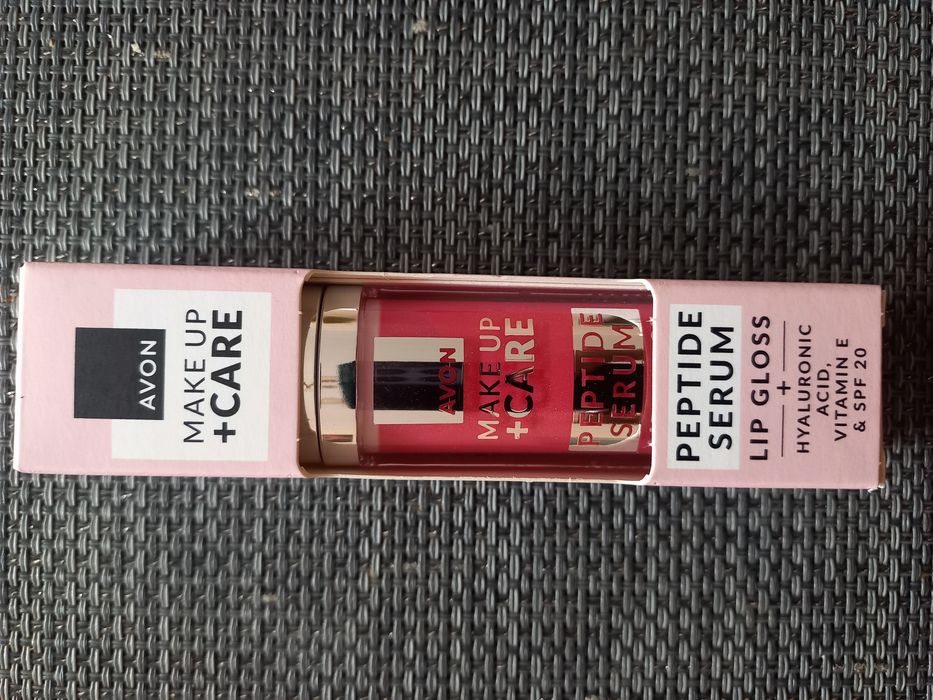 AVON
MAKE UP
+CARE
AVON
MAKE UP
+CARE
PEPTIDE
SERUM
PEPTIDE
SERUM
LIP GLOSS
+
HYALURONIC
ACID,
VITAMIN E
& SPF 20